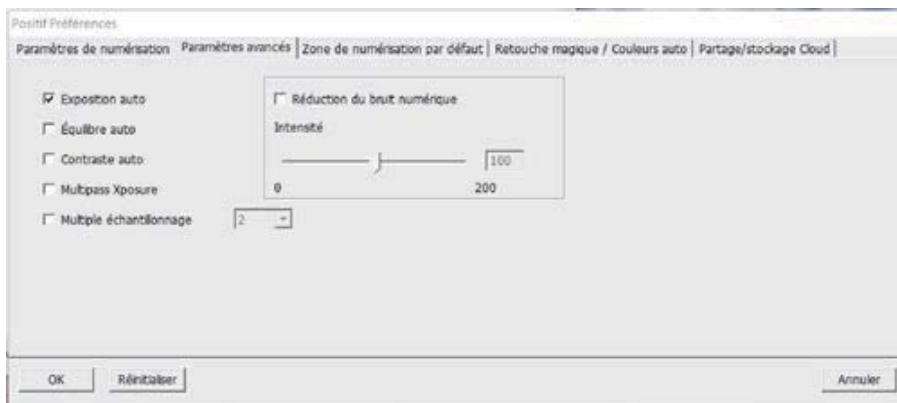 Positif Préférences
Paramètres de numérisation Paramètres avancés Zone de numérisation par défaut Retouche magique / Couleurs auto Partage/stockage Cloud
Exposition auto
Équilibre auto
Contraste auto
Multipass Xposure
Multiple échantillonnage 2
Réduction du bruit numérique
Intensité
100
0 200
OK Réinitialiser Annuler